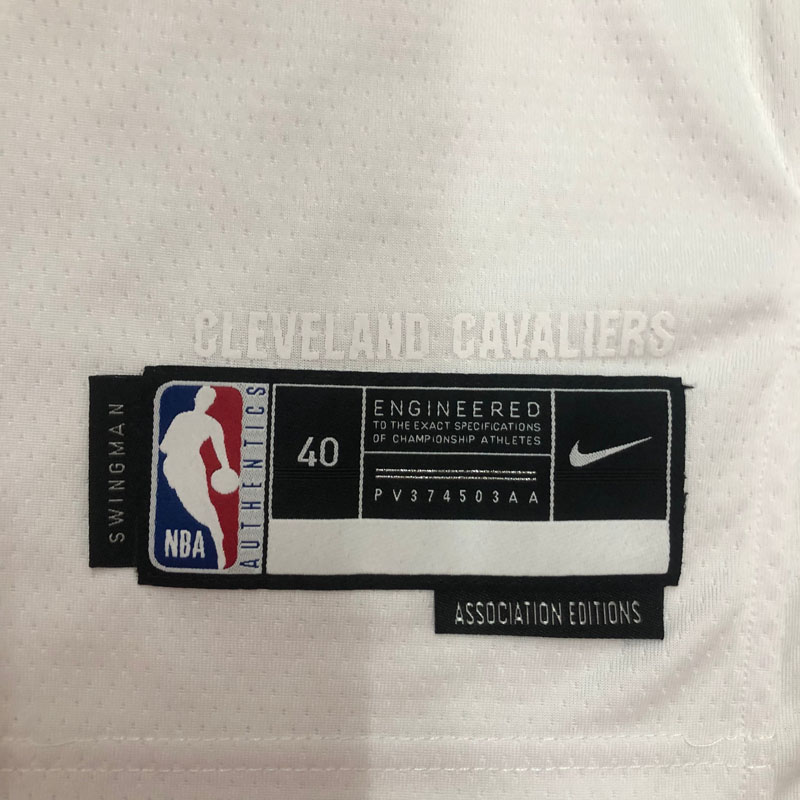 CLEVELAND CAVALIERS
SWINGMAN
NBA
AUTHENTICS
40
ENGINEERED
TO THE EXACT SPECIFICATIONS
OF CHAMPIONSHIP ATHLETES
PV374503AA
ASSOCIATION EDITIONS